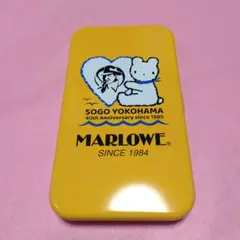 SOGO YOKOHAMA
40th Anniversary since 1985
MARLOWE®
SINCE 1984